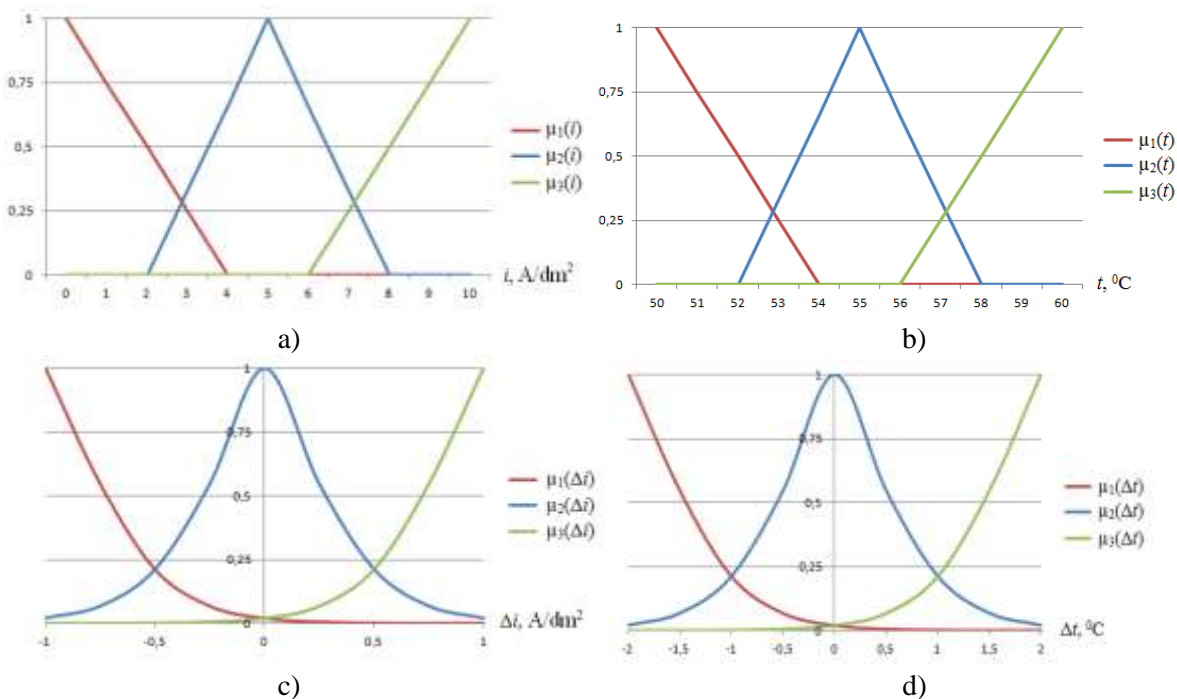 1
0,75
0,5
0,25
0
0 1 2 3 4 5 6 7 8 9 10
i, A/dm²
μ₁(i)
μ₂(i)
μ₃(i)
a)
1
0,75
0,5
0,25
0
50 51 52 53 54 55 56 57 58 59 60
t, ⁰C
μ₁(t)
μ₂(t)
μ₃(t)
b)
1
0,75
0,5
0,25
0
-1 -0,5 0 0,5 1
Δi, A/dm²
μ₁(Δi)
μ₂(Δi)
μ₃(Δi)
c)
1
0,75
0,5
0,25
0
-2 -1,5 -1 -0,5 0 0,5 1 1,5 2
Δt, ⁰C
μ₁(Δt)
μ₂(Δt)
μ₃(Δt)
d)